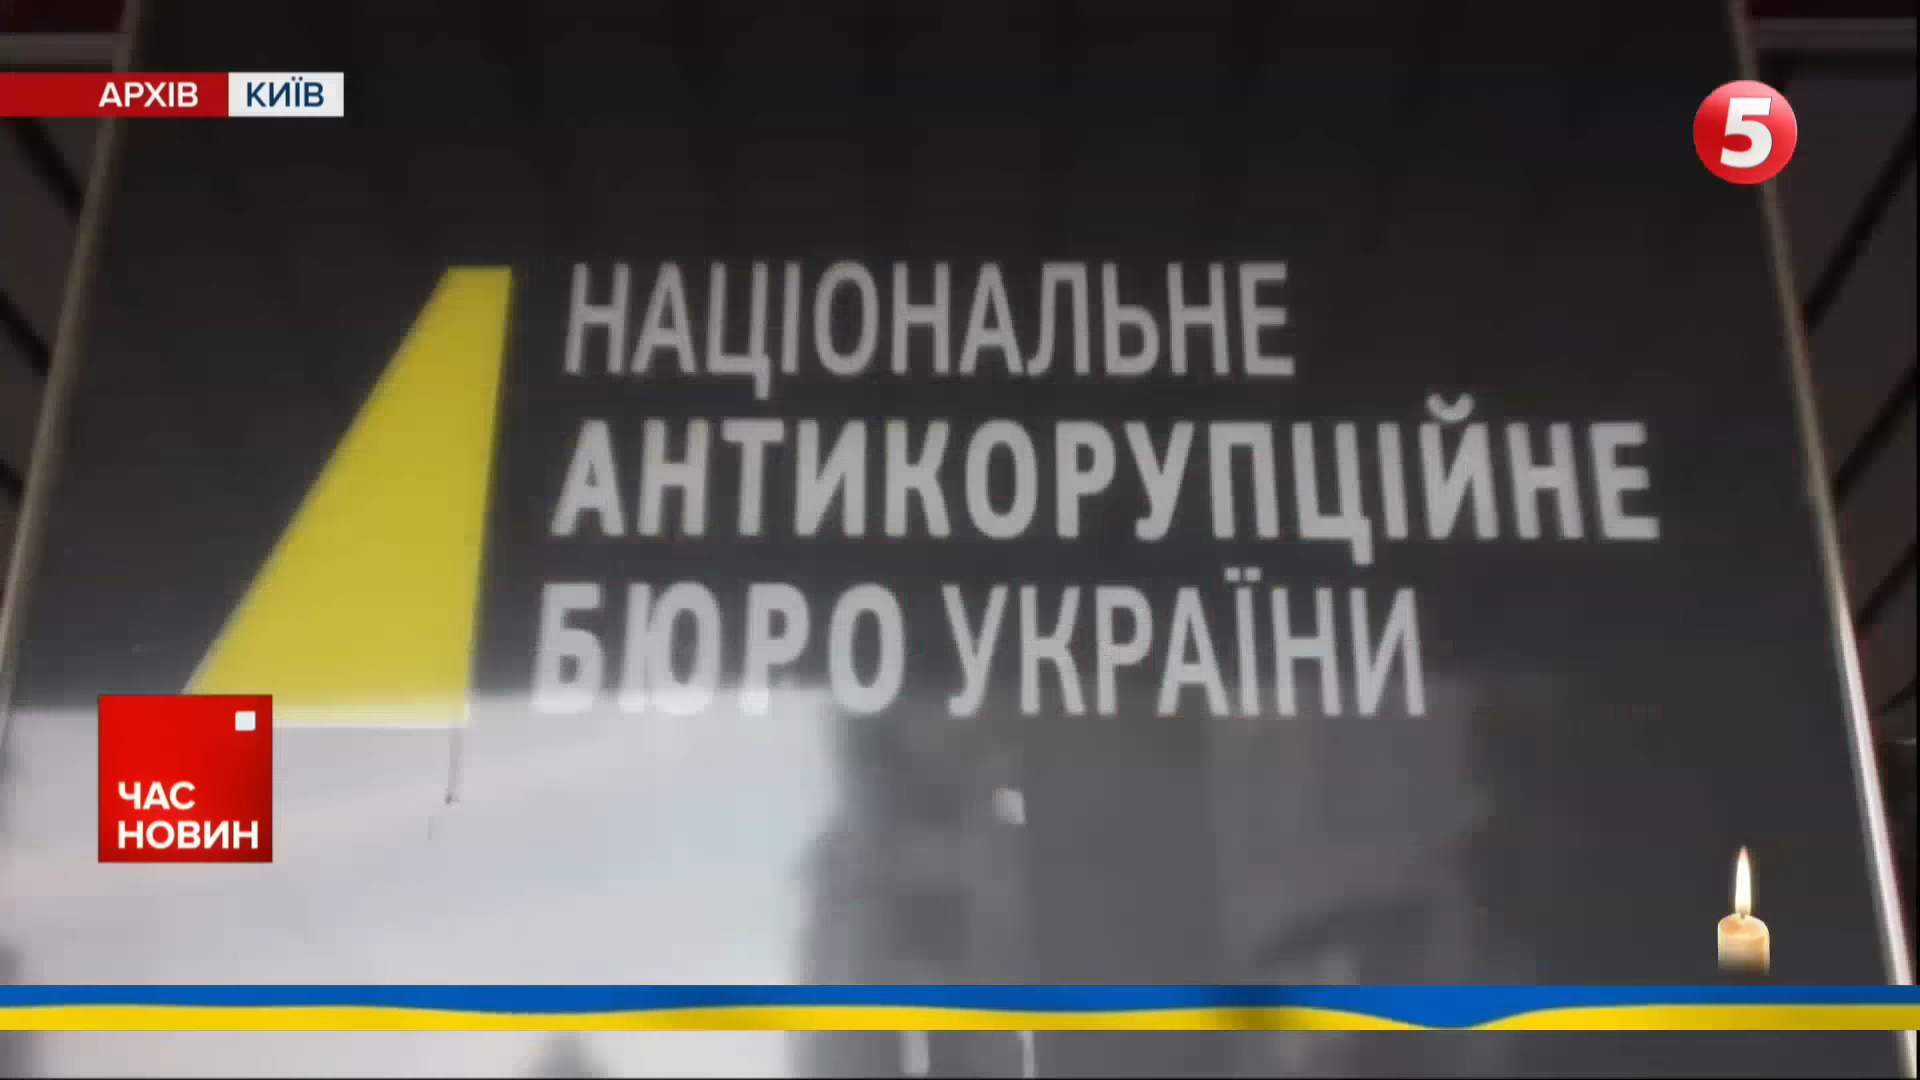 АРХІВ КИЇВ
5
НАЦІОНАЛЬНЕ
АНТИКОРУПЦІЙНЕ
БЮРО УКРАЇНИ
ЧАС
НОВИН